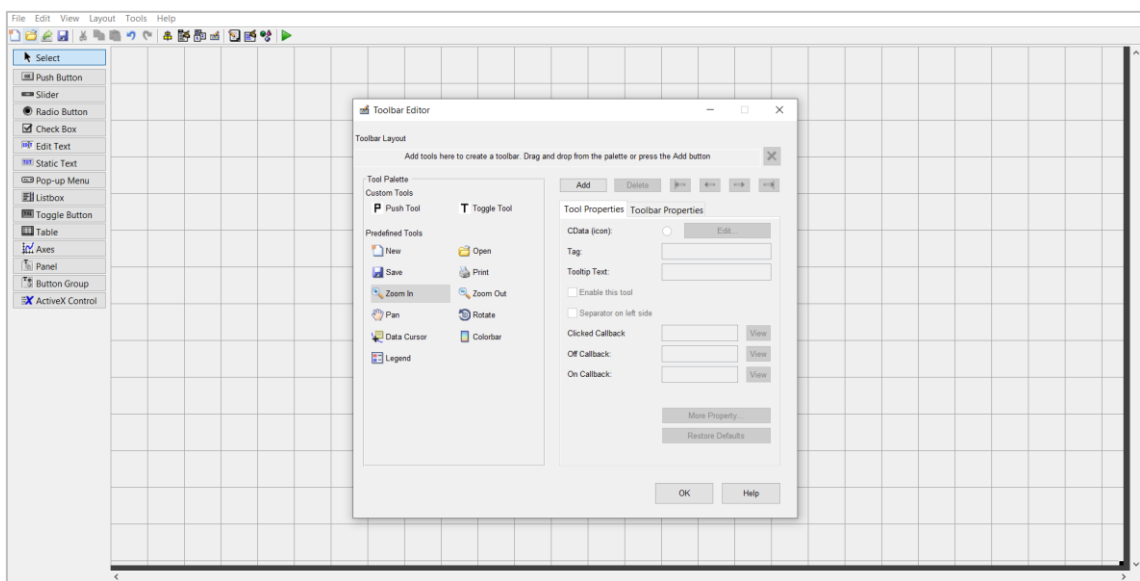 File Edit View Layout Tools Help
Select
Push Button
Slider
Radio Button
Check Box
Edit Text
Static Text
Pop-up Menu
Listbox
Toggle Button
Table
Axes
Panel
Button Group
ActiveX Control
Toolbar Editor
Toolbar Layout
Add tools here to create a toolbar. Drag and drop from the palette or press the Add button
Tool Palette
Custom Tools
P Push Tool T Toggle Tool
Predefined Tools
New Open
Save Print
Zoom In Zoom Out
Pan Rotate
Data Cursor Colorbar
Legend
Add Delete
Tool Properties Toolbar Properties
CData (icon): Edit...
Tag:
Tooltip Text:
Enable this tool
Separator on left side
Clicked Callback: View
Off Callback: View
On Callback: View
More Property...
Restore Defaults
OK Help